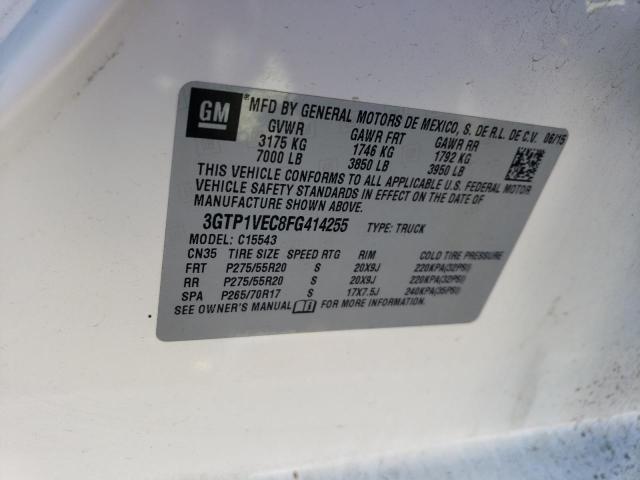 GM ®MFD BY GENERAL MOTORS DE MEXICO, S. DE R.L. DE C.V. 06/15
GVWR GAWR FRT GAWR RR
3175 KG 1746 KG 1792 KG
7000 LB 3850 LB 3950 LB
THIS VEHICLE CONFORMS TO ALL APPLICABLE U.S. FEDERAL MOTOR
VEHICLE SAFETY STANDARDS IN EFFECT ON THE DATE OF
MANUFACTURE SHOWN ABOVE.
3GTP1VEC8FG414255 TYPE: TRUCK
MODEL: C15543
CN35 TIRE SIZE SPEED RTG RIM COLD TIRE PRESSURE
FRT P275/55R20 S 20X9J 220KPA(32PSI)
RR P275/55R20 S 20X9J 220KPA(32PSI)
SPA P265/70R17 S 17X7.5J 240KPA(35PSI)
SEE OWNER'S MANUAL FOR MORE INFORMATION.